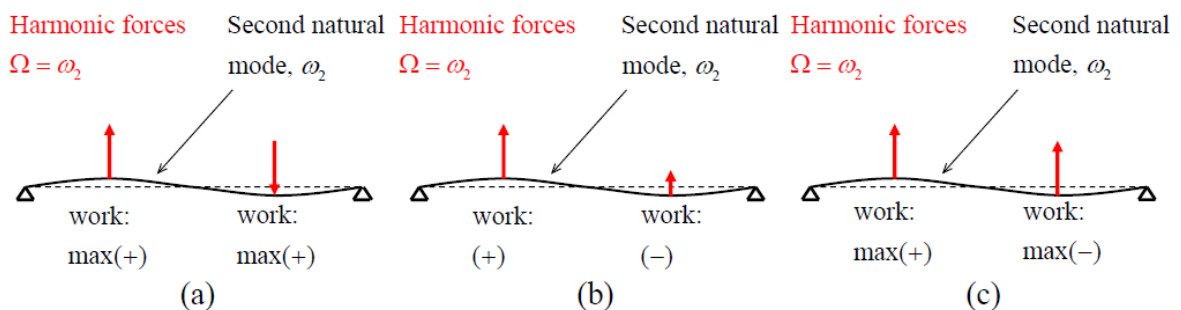 Harmonic forces
Ω = ω₂
Second natural
mode, ω₂
work:
max(+)
work:
max(+)
(a)
Harmonic forces
Ω = ω₂
Second natural
mode, ω₂
work:
(+)
work:
(−)
(b)
Harmonic forces
Ω = ω₂
Second natural
mode, ω₂
work:
max(+)
work:
max(−)
(c)